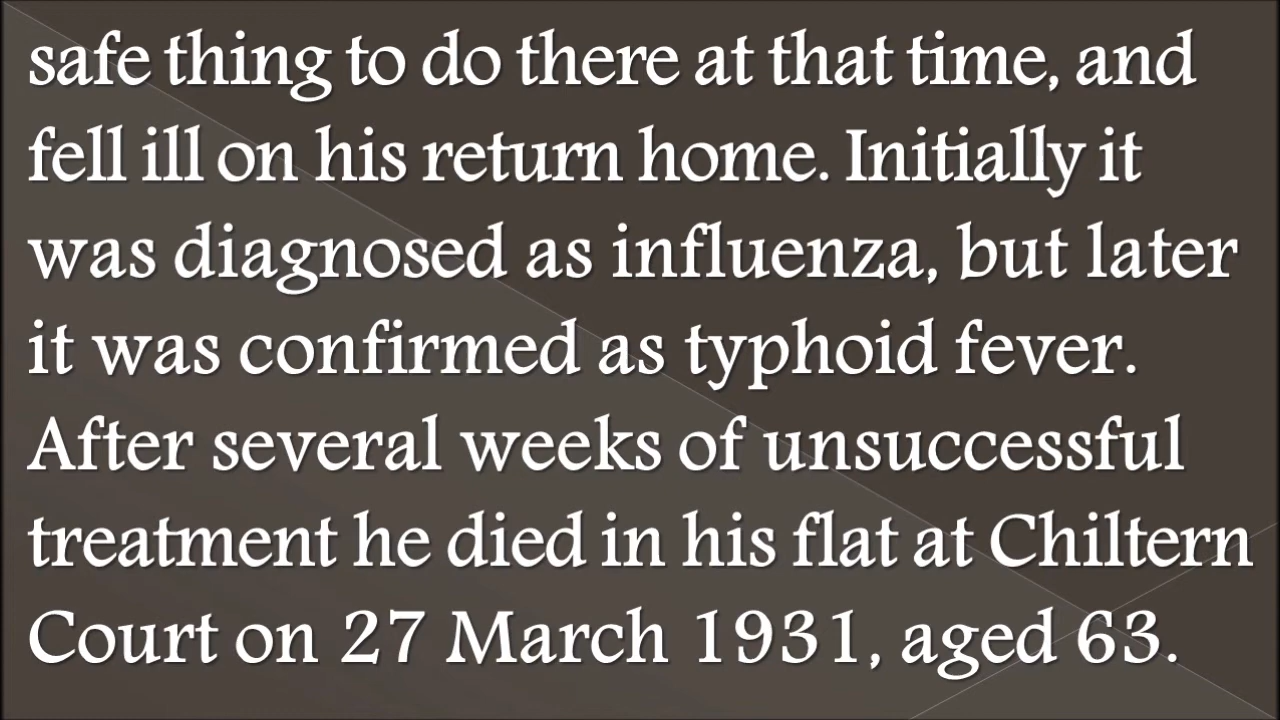 safe thing to do there at that time, and
fell ill on his return home. Initially it
was diagnosed as influenza, but later
it was confirmed as typhoid fever.
After several weeks of unsuccessful
treatment he died in his flat at Chiltern
Court on 27 March 1931, aged 63.